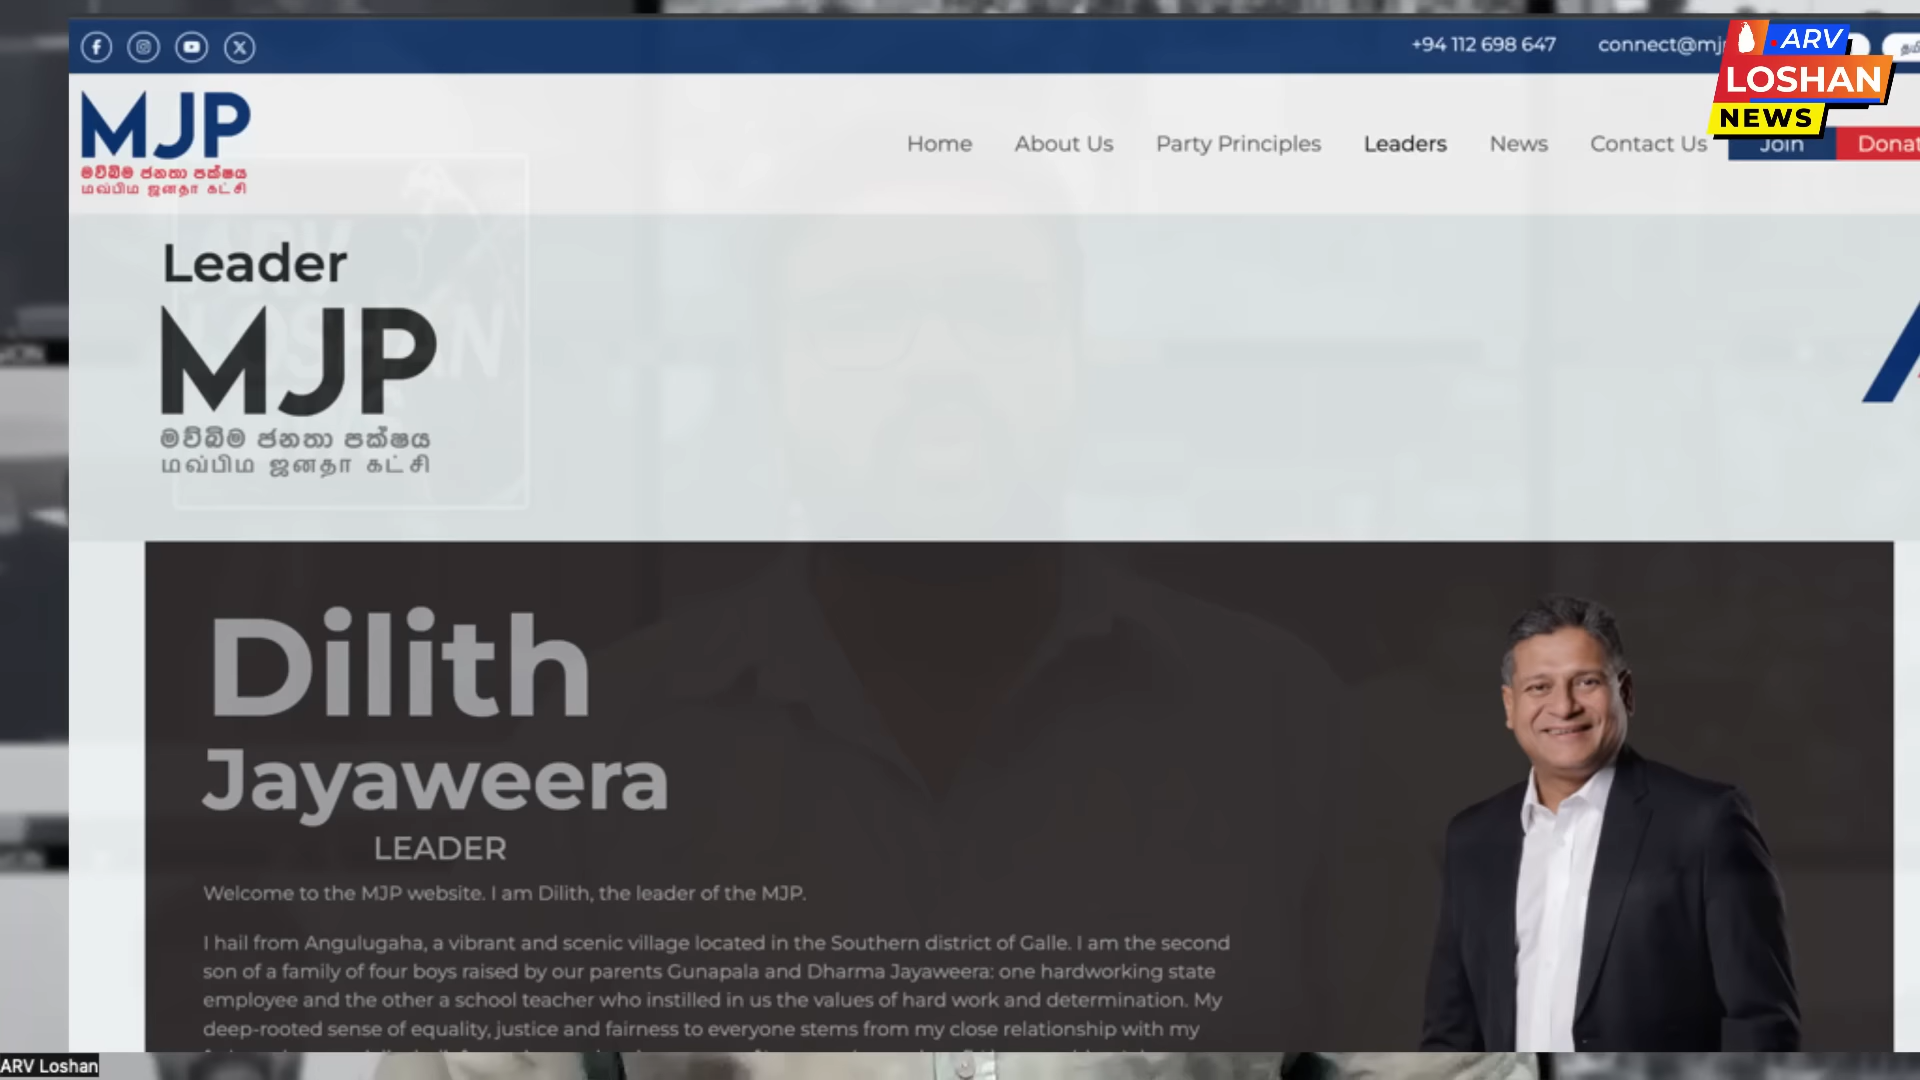 +94 112 698 647
ARV
LOSHAN
NEWS
MJP
මව්බිම ජනතා පක්ෂය
மவ்பிம ஜனதா கட்சி
Home About Us Party Principles Leaders News Contact Us Join
Leader
MJP
මව්බිම ජනතා පක්ෂය
மவ்பிம ஜனதா கட்சி
Dilith
Jayaweera
LEADER
Welcome to the MJP website. I am Dilith, the leader of the MJP.
I hail from Angulugaha, a vibrant and scenic village located in the Southern district of Galle. I am the second
son of a family of four boys raised by our parents Gunapala and Dharma Jayaweera: one hardworking state
employee and the other a school teacher who instilled in us the values of hard work and determination. My
deep-rooted sense of equality, justice and fairness to everyone stems from my close relationship with my
ARV Loshan